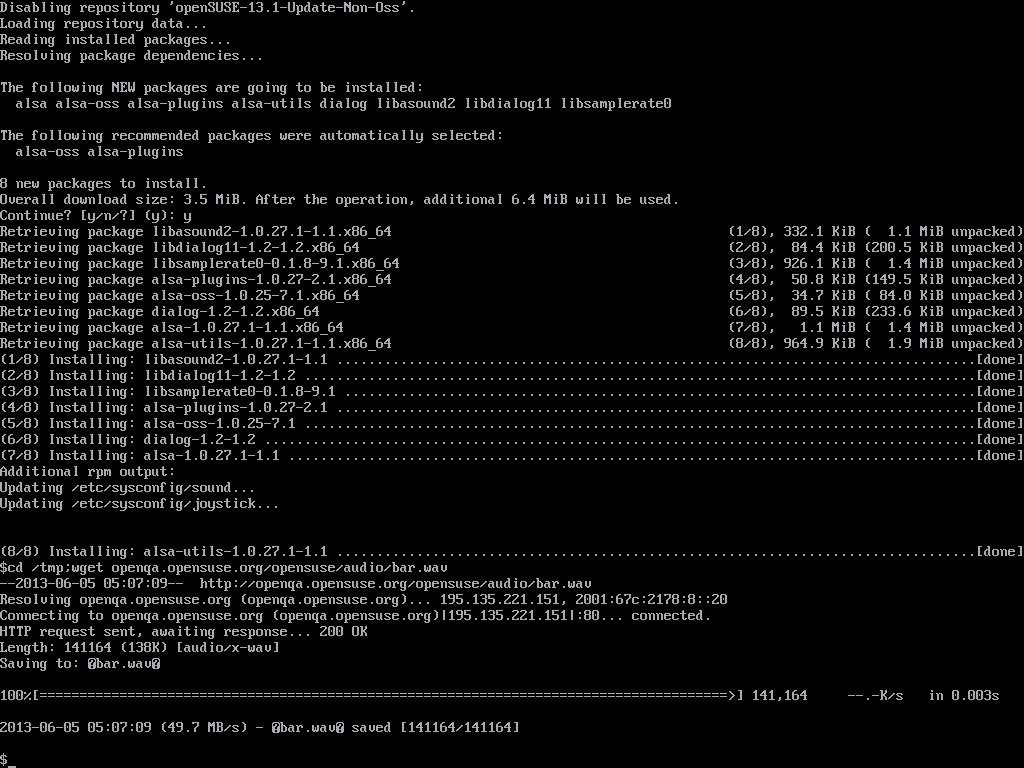 Disabling repository 'openSUSE-13.1-Update-Non-Oss'.
Loading repository data...
Reading installed packages...
Resolving package dependencies...
The following NEW packages are going to be installed:
  alsa alsa-oss alsa-plugins alsa-utils dialog libasound2 libdialog11 libsamplerate0
The following recommended packages were automatically selected:
  alsa-oss alsa-plugins
8 new packages to install.
Overall download size: 3.5 MiB. After the operation, additional 6.4 MiB will be used.
Continue? [y/n/?] (y): y
Retrieving package libasound2-1.0.27.1-1.1.x86_64 (1/8), 332.1 KiB (  1.1 MiB unpacked)
Retrieving package libdialog11-1.2-1.2.x86_64 (2/8),  84.4 KiB (200.5 KiB unpacked)
Retrieving package libsamplerate0-0.1.8-9.1.x86_64 (3/8), 926.1 KiB (  1.4 MiB unpacked)
Retrieving package alsa-plugins-1.0.27-2.1.x86_64 (4/8),  50.8 KiB (149.5 KiB unpacked)
Retrieving package alsa-oss-1.0.25-7.1.x86_64 (5/8),  34.7 KiB ( 84.0 KiB unpacked)
Retrieving package dialog-1.2-1.2.x86_64 (6/8),  89.5 KiB (233.6 KiB unpacked)
Retrieving package alsa-1.0.27.1-1.1.x86_64 (7/8),   1.1 MiB (  1.4 MiB unpacked)
Retrieving package alsa-utils-1.0.27.1-1.1.x86_64 (8/8), 964.9 KiB (  1.9 MiB unpacked)
(1/8) Installing: libasound2-1.0.27.1-1.1 ................................................................................[done]
(2/8) Installing: libdialog11-1.2-1.2 ....................................................................................[done]
(3/8) Installing: libsamplerate0-0.1.8-9.1 ...............................................................................[done]
(4/8) Installing: alsa-plugins-1.0.27-2.1 ................................................................................[done]
(5/8) Installing: alsa-oss-1.0.25-7.1 ....................................................................................[done]
(6/8) Installing: dialog-1.2-1.2 .........................................................................................[done]
(7/8) Installing: alsa-1.0.27.1-1.1 ......................................................................................[done]
Additional rpm output:
Updating /etc/sysconfig/sound...
Updating /etc/sysconfig/joystick...
(8/8) Installing: alsa-utils-1.0.27.1-1.1 ................................................................................[done]
$cd /tmp;wget openqa.opensuse.org/opensuse/audio/bar.wav
--2013-06-05 05:07:09--  http://openqa.opensuse.org/opensuse/audio/bar.wav
Resolving openqa.opensuse.org (openqa.opensuse.org)... 195.135.221.151, 2001:67c:2178:8::20
Connecting to openqa.opensuse.org (openqa.opensuse.org)|195.135.221.151|:80... connected.
HTTP request sent, awaiting response... 200 OK
Length: 141164 (138K) [audio/x-wav]
Saving to: �bar.wav�
100%[=======================================================================================>] 141,164     --.-K/s   in 0.003s
2013-06-05 05:07:09 (49.7 MB/s) - �bar.wav� saved [141164/141164]
$_